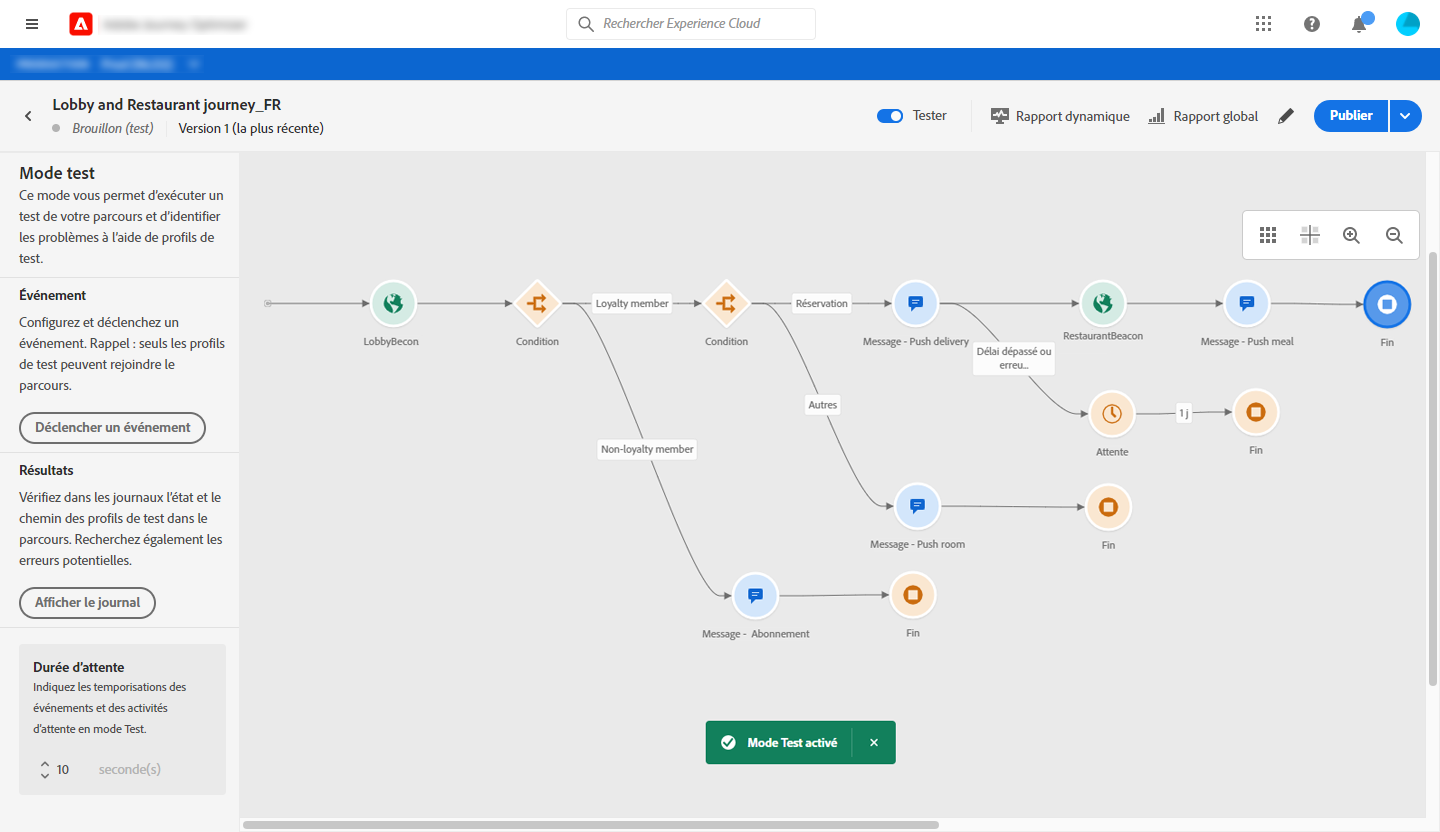 Rechercher Experience Cloud
Lobby and Restaurant journey_FR
Brouillon (test)
Version 1 (la plus récente)
Tester
Rapport dynamique
Rapport global
Publier
Mode test
Ce mode vous permet d'exécuter un
test de votre parcours et d'identifier
les problèmes à l'aide de profils de
test.
Événement
Configurez et déclenchez un
événement. Rappel : seuls les profils
de test peuvent rejoindre le
parcours.
Déclencher un événement
Résultats
Vérifiez dans les journaux l'état et le
chemin des profils de test dans le
parcours. Recherchez également les
erreurs potentielles.
Afficher le journal
Durée d'attente
Indiquez les temporisations des
événements et des activités
d'attente en mode Test.
10
seconde(s)
Loyalty member
Réservation
LobbyBecon
Condition
Condition
Message - Push delivery
RestaurantBeacon
Message - Push meal
Fin
Délai dépassé ou
erreu...
Autres
1 j
Attente
Fin
Non-loyalty member
Message - Push room
Fin
Message - Abonnement
Fin
Mode Test activé